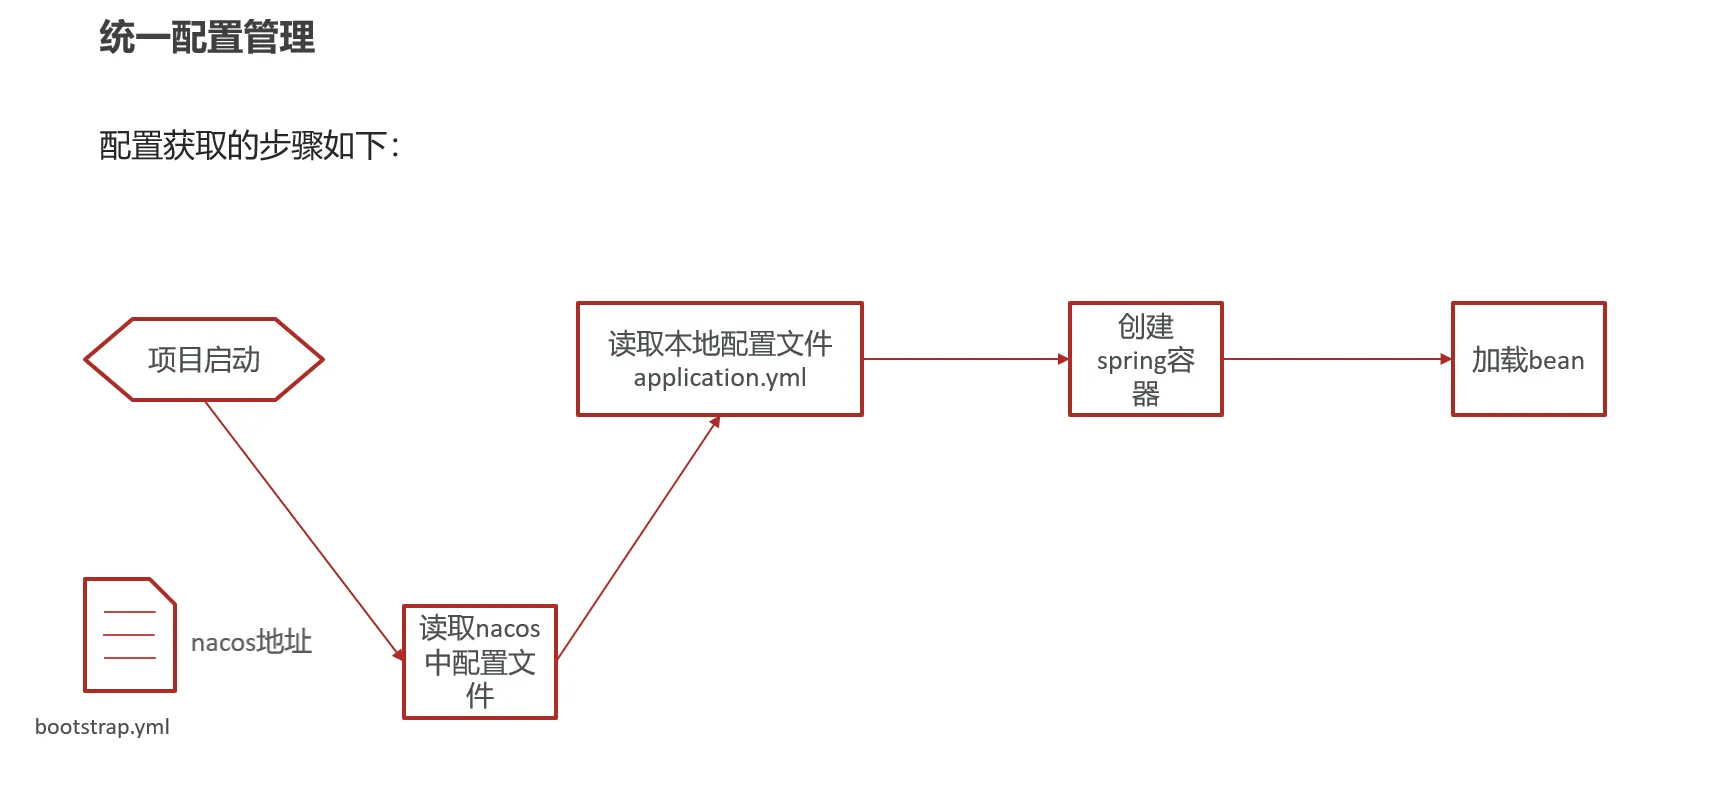 统一配置管理
配置获取的步骤如下：
项目启动
读取本地配置文件
application.yml
创建
spring容
器
加载bean
nacos地址
bootstrap.yml
读取nacos
中配置文
件